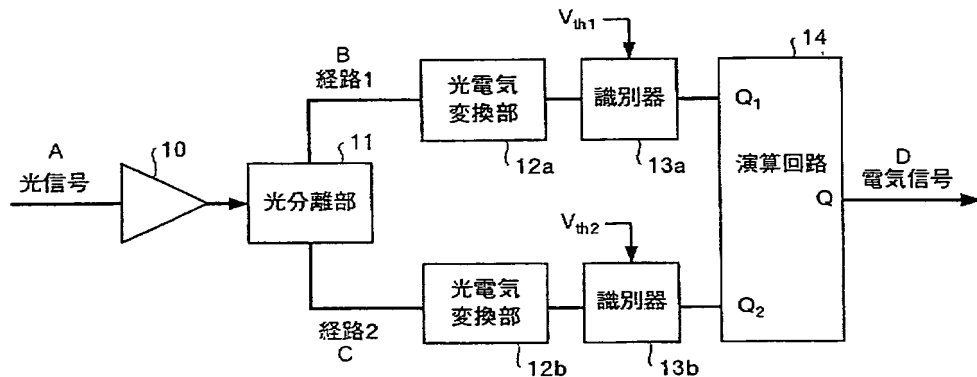 A
光信号
10
11
光分離部
B
経路1
経路2
C
光電気
変換部
12a
V_th1
識別器
13a
光電気
変換部
12b
V_th2
識別器
13b
14
Q₁
演算回路
Q
Q₂
D
電気信号